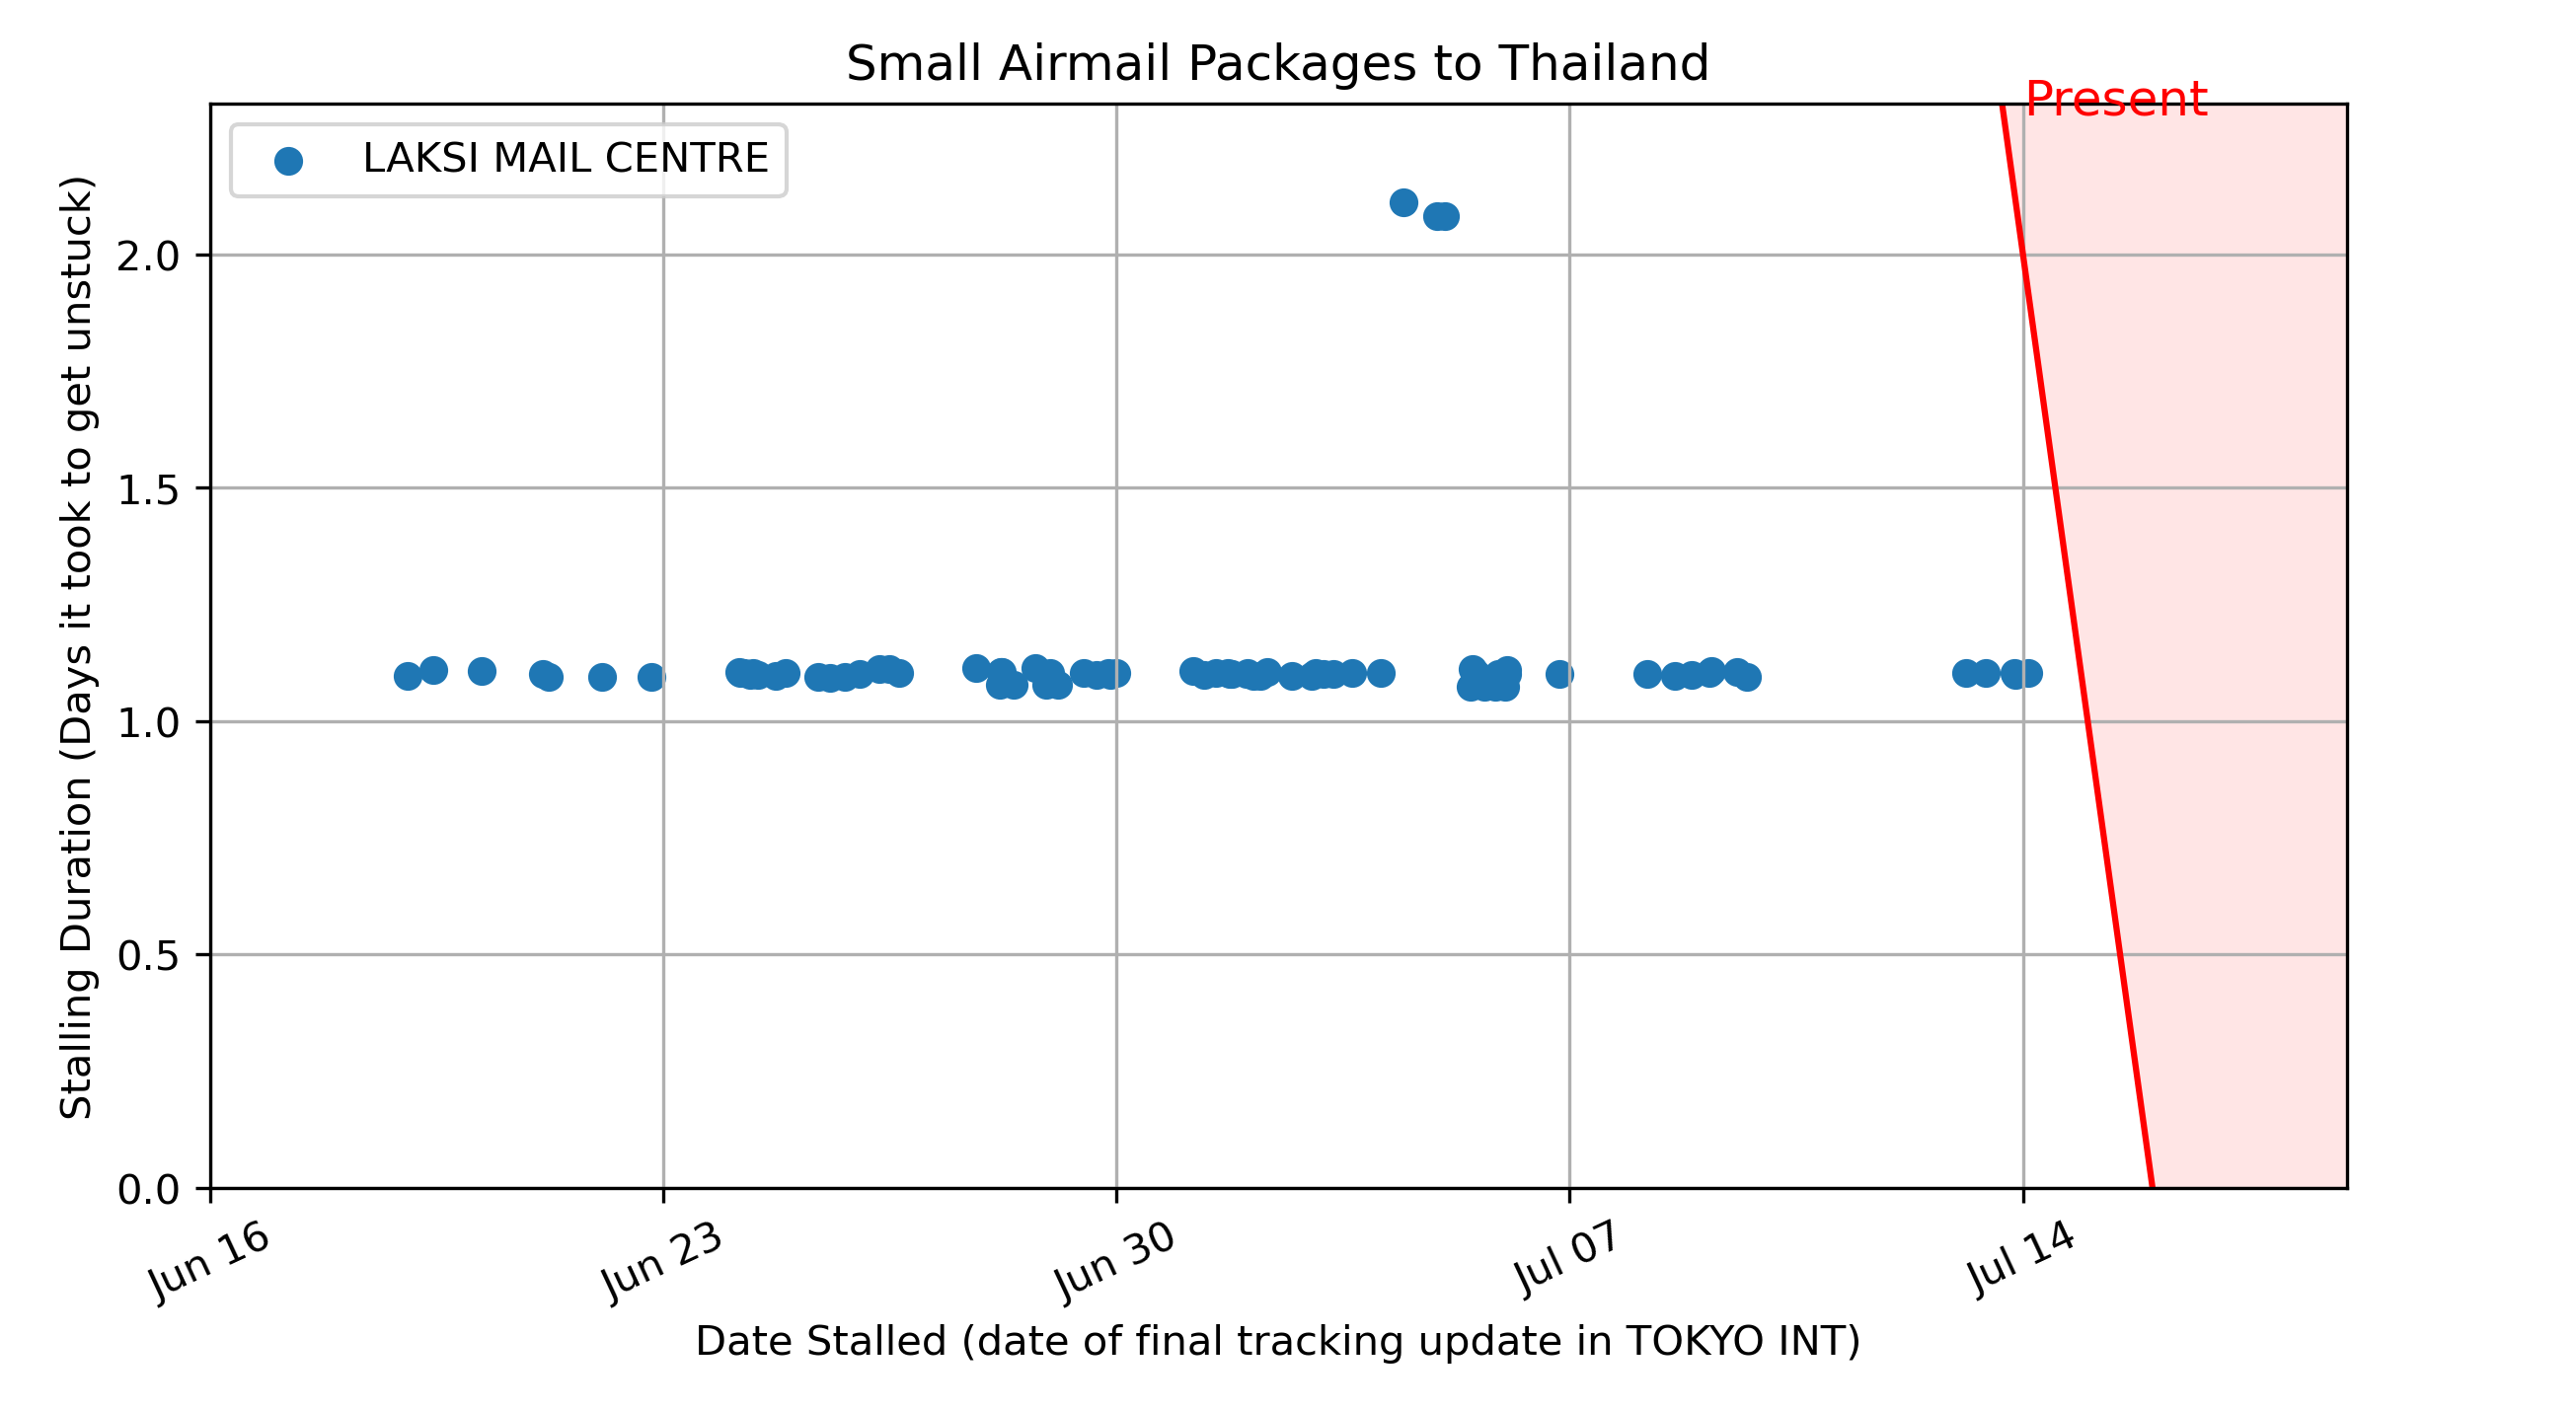 Small Airmail Packages to Thailand
Present
LAKSI MAIL CENTRE
Stalling Duration (Days it took to get unstuck)
2.0
1.5
1.0
0.5
0.0
Jun 16
Jun 23
Jun 30
Jul 07
Jul 14
Date Stalled (date of final tracking update in TOKYO INT)